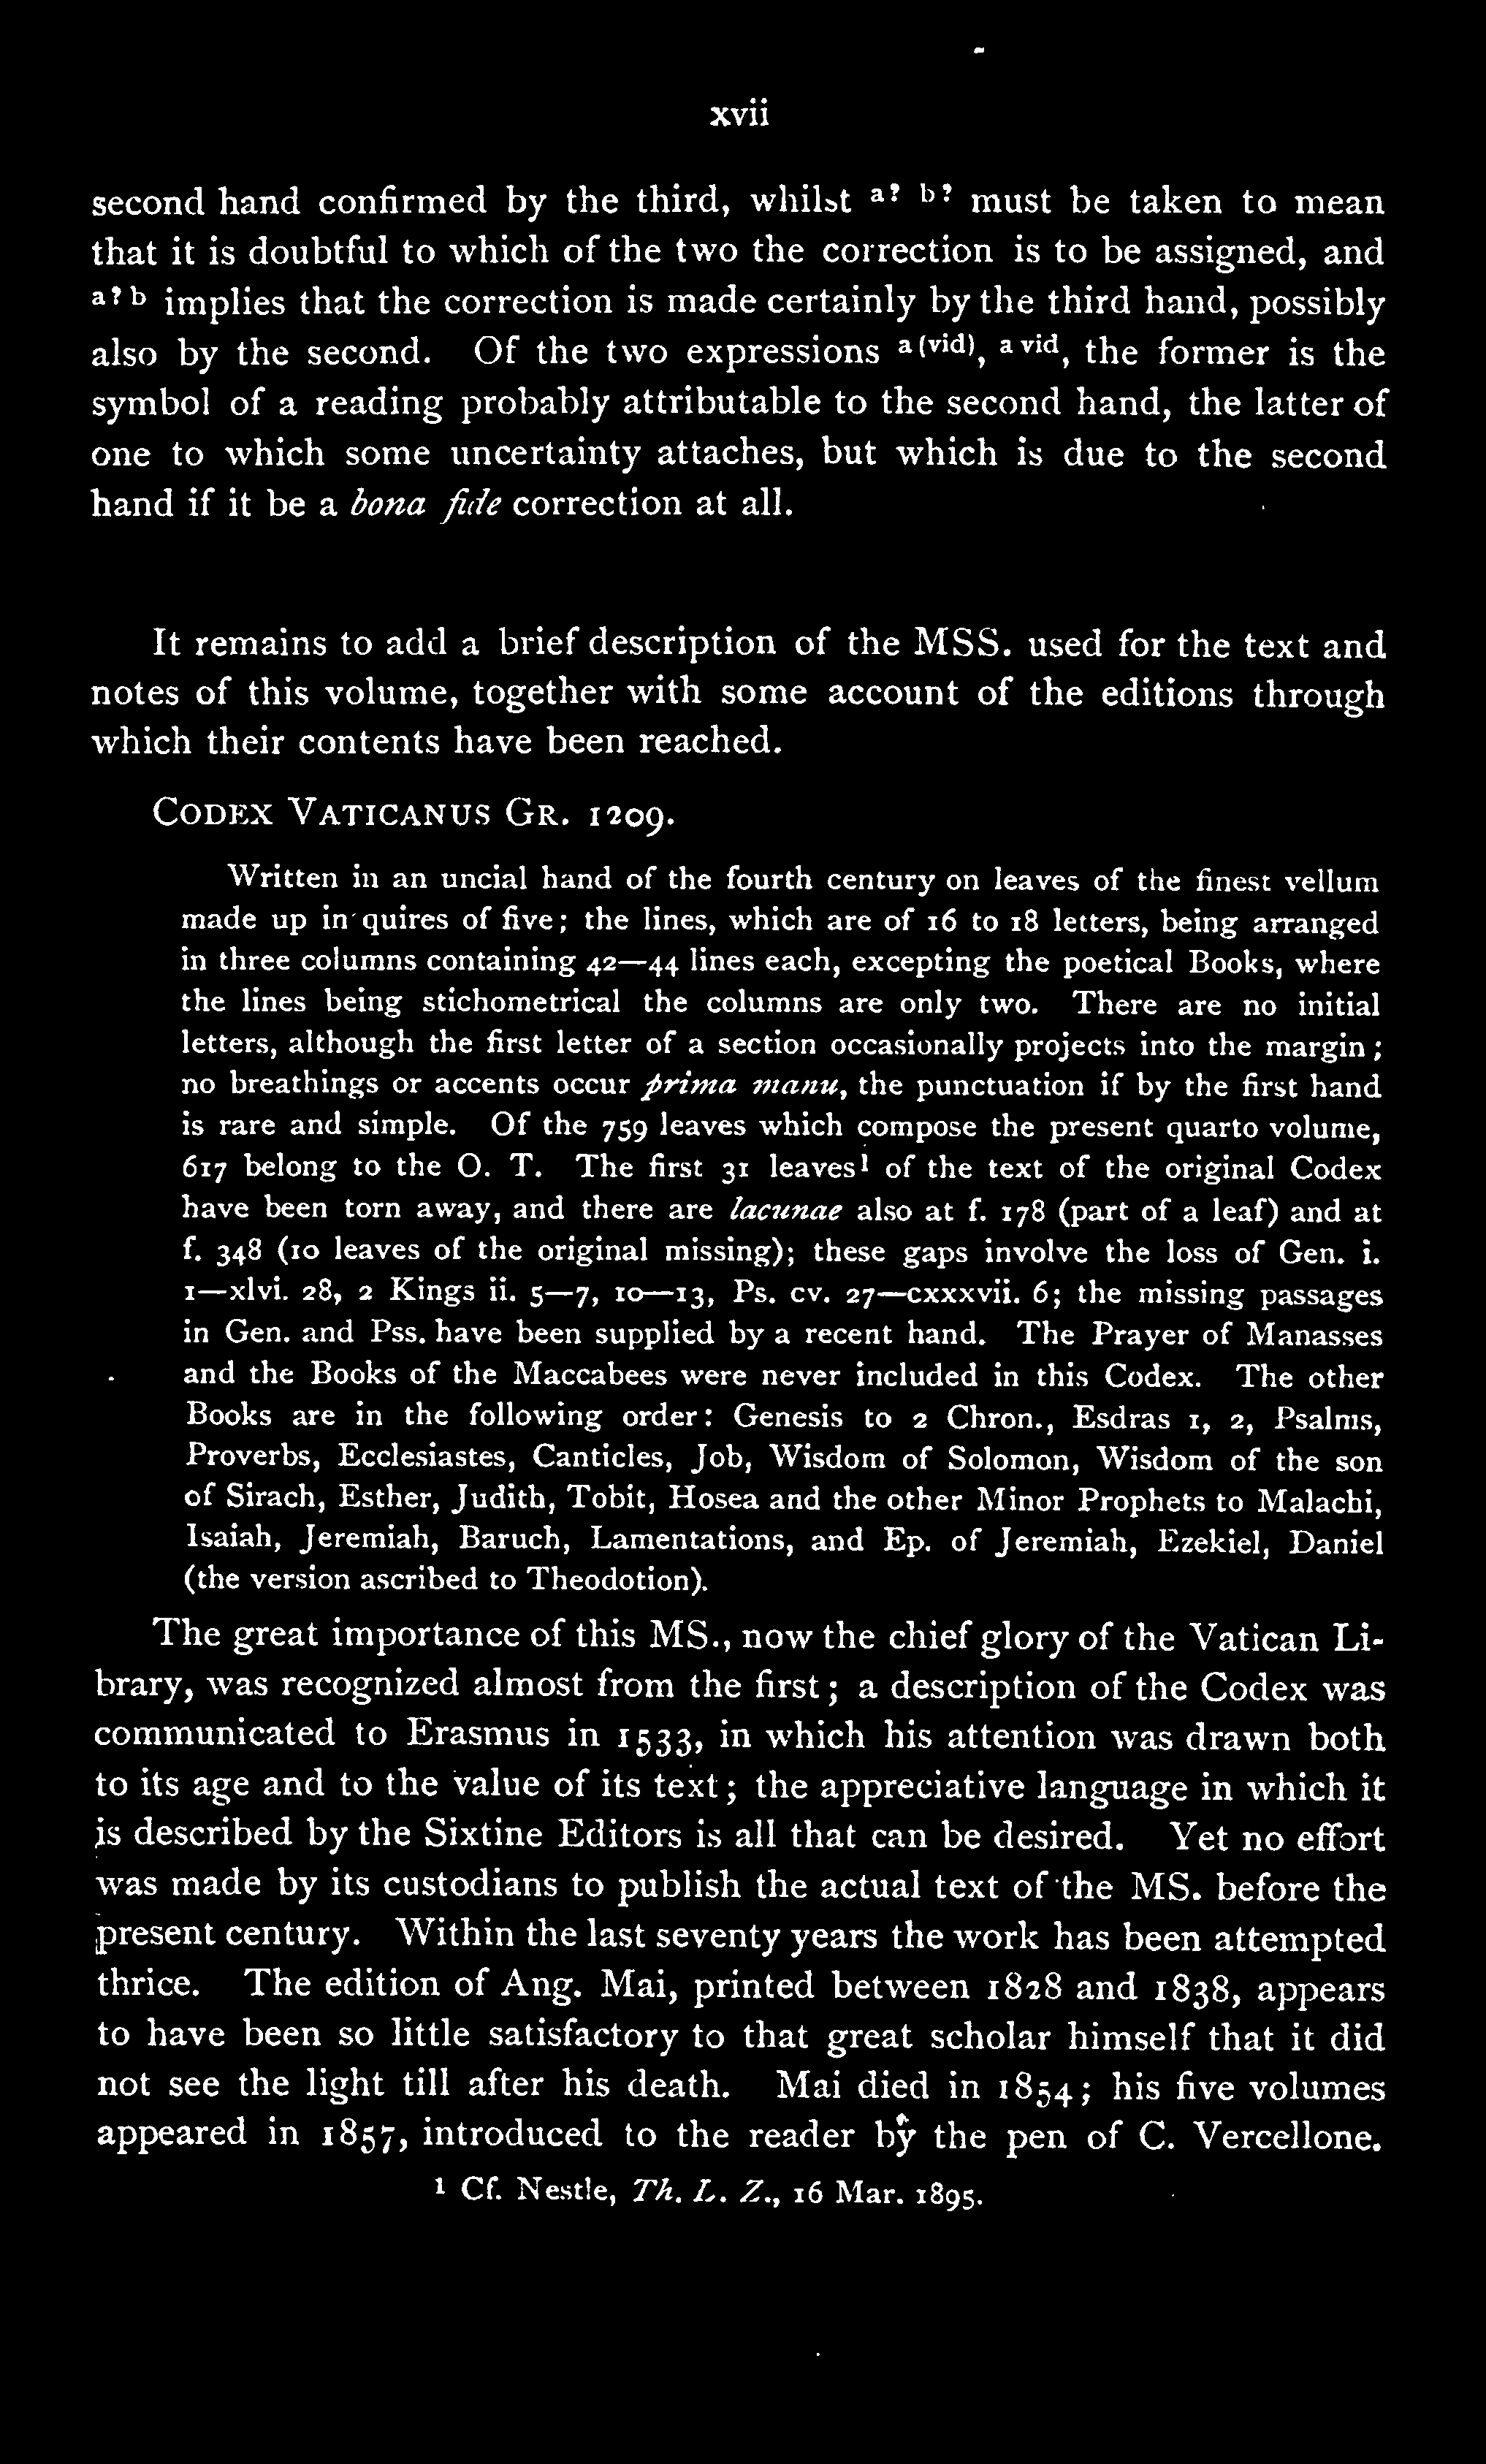 xvii
second hand confirmed by the third, whilst a? b? must be taken to mean
that it is doubtful to which of the two the correction is to be assigned, and
a? b implies that the correction is made certainly by the third hand, possibly
also by the second. Of the two expressions a(vid), a vid, the former is the
symbol of a reading probably attributable to the second hand, the latter of
one to which some uncertainty attaches, but which is due to the second
hand if it be a bona fide correction at all.
It remains to add a brief description of the MSS. used for the text and
notes of this volume, together with some account of the editions through
which their contents have been reached.
CODEX VATICANUS GR. 1209.
Written in an uncial hand of the fourth century on leaves of the finest vellum
made up in quires of five; the lines, which are of 16 to 18 letters, being arranged
in three columns containing 42—44 lines each, excepting the poetical Books, where
the lines being stichometrical the columns are only two. There are no initial
letters, although the first letter of a section occasionally projects into the margin;
no breathings or accents occur prima manu, the punctuation if by the first hand
is rare and simple. Of the 759 leaves which compose the present quarto volume,
617 belong to the O. T. The first 31 leaves¹ of the text of the original Codex
have been torn away, and there are lacunae also at f. 178 (part of a leaf) and at
f. 348 (10 leaves of the original missing); these gaps involve the loss of Gen. i.
1—xlvi. 28, 2 Kings ii. 5—7, 10—13, Ps. cv. 27—cxxxvii. 6; the missing passages
in Gen. and Pss. have been supplied by a recent hand. The Prayer of Manasses
and the Books of the Maccabees were never included in this Codex. The other
Books are in the following order: Genesis to 2 Chron., Esdras 1, 2, Psalms,
Proverbs, Ecclesiastes, Canticles, Job, Wisdom of Solomon, Wisdom of the son
of Sirach, Esther, Judith, Tobit, Hosea and the other Minor Prophets to Malachi,
Isaiah, Jeremiah, Baruch, Lamentations, and Ep. of Jeremiah, Ezekiel, Daniel
(the version ascribed to Theodotion).
The great importance of this MS., now the chief glory of the Vatican Li-
brary, was recognized almost from the first; a description of the Codex was
communicated to Erasmus in 1533, in which his attention was drawn both
to its age and to the value of its text; the appreciative language in which it
is described by the Sixtine Editors is all that can be desired. Yet no effort
was made by its custodians to publish the actual text of the MS. before the
present century. Within the last seventy years the work has been attempted
thrice. The edition of Ang. Mai, printed between 1828 and 1838, appears
to have been so little satisfactory to that great scholar himself that it did
not see the light till after his death. Mai died in 1854; his five volumes
appeared in 1857, introduced to the reader by the pen of C. Vercellone.
¹ Cf. Nestle, Th. L. Z., 16 Mar. 1895.